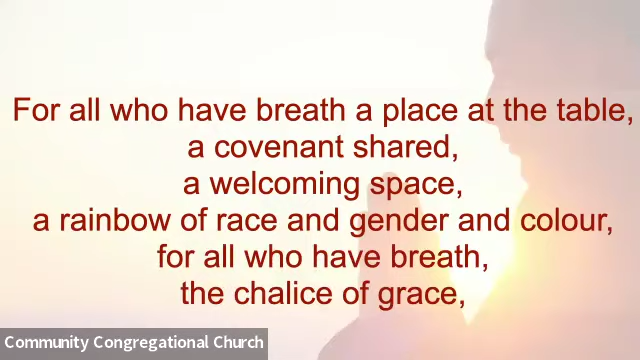 For all who have breath a place at the table,
a covenant shared,
a welcoming space,
a rainbow of race and gender and colour,
for all who have breath,
the chalice of grace,
Community Congregational Church